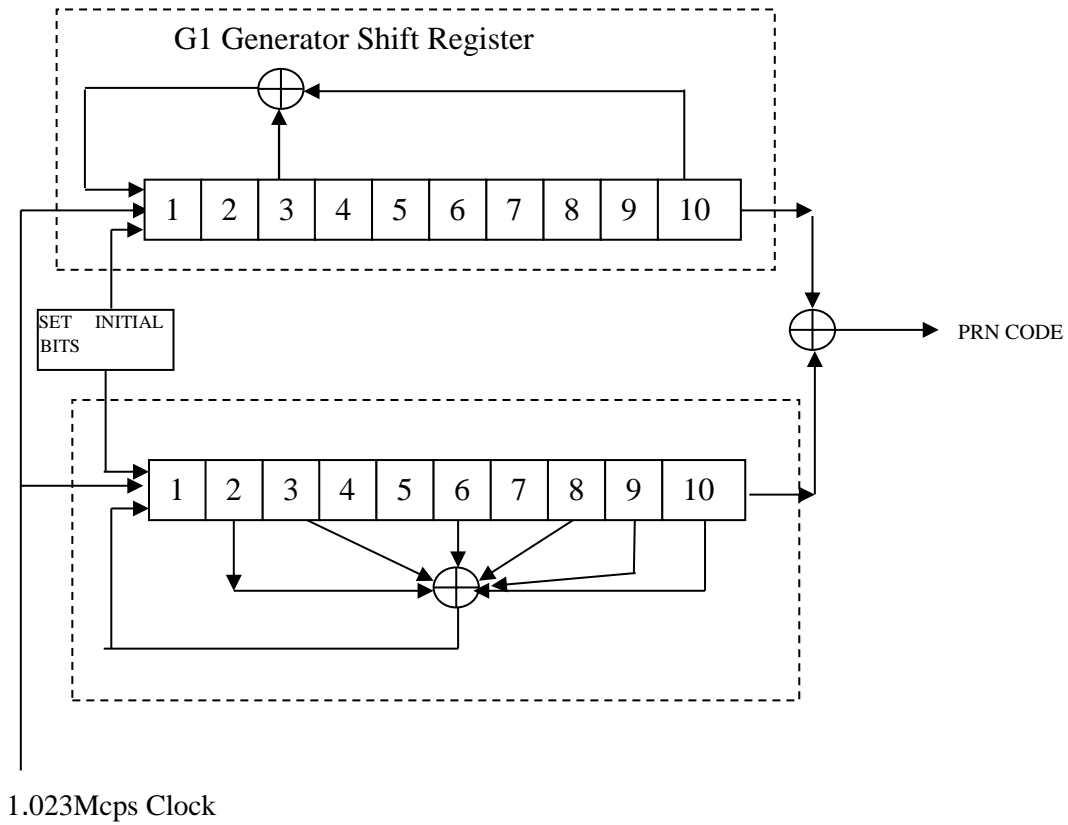 G1 Generator Shift Register
1 2 3 4 5 6 7 8 9 10
SET INITIAL
BITS
PRN CODE
1 2 3 4 5 6 7 8 9 10
1.023Mcps Clock